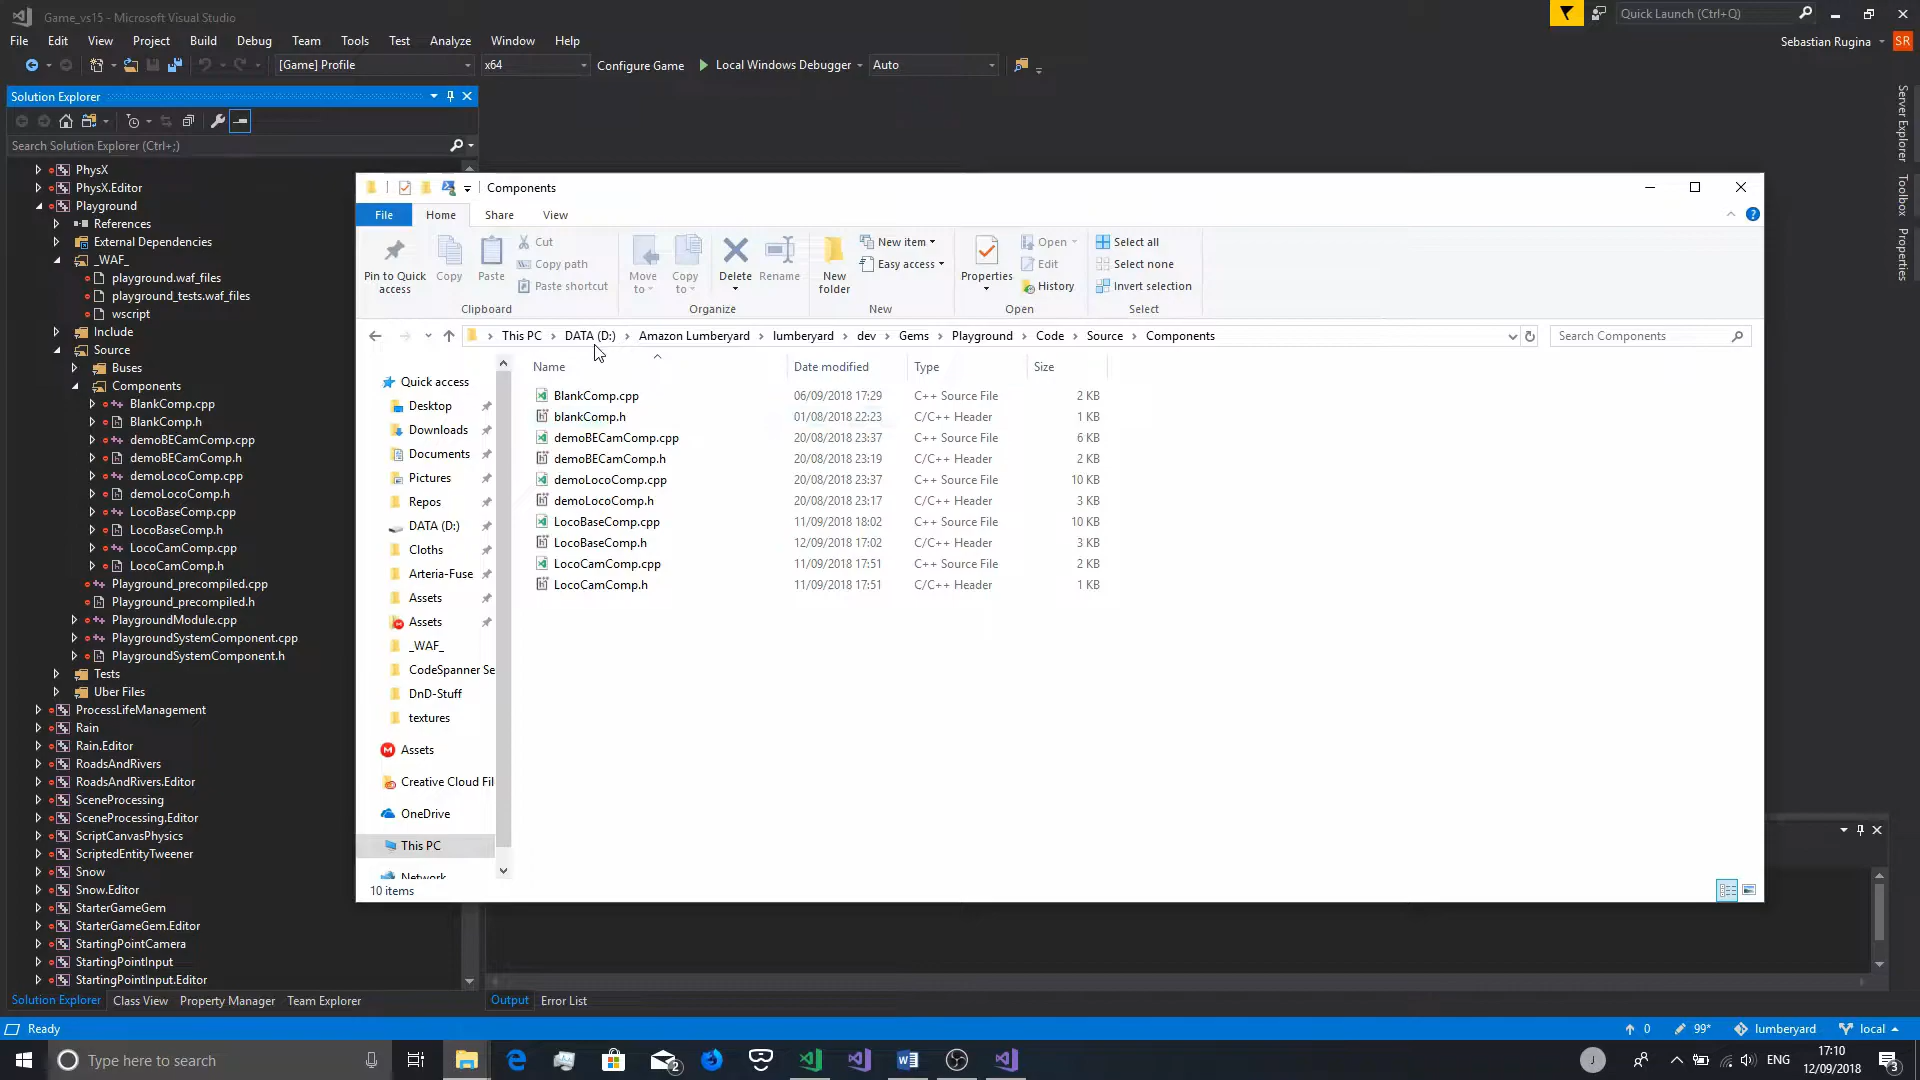 Game_vs15 - Microsoft Visual Studio
Quick Launch (Ctrl+Q)
File Edit View Project Build Debug Team Tools Test Analyze Window Help
Sebastian Rugina SR
[Game] Profile x64 Configure Game Local Windows Debugger Auto
Solution Explorer
Search Solution Explorer (Ctrl+;)
PhysX
PhysX.Editor
Playground
References
External Dependencies
_WAF_
playground.waf_files
playground_tests.waf_files
wscript
Include
Source
Buses
Components
BlankComp.cpp
BlankComp.h
demoBECamComp.cpp
demoBECamComp.h
demoLocoComp.cpp
demoLocoComp.h
LocoBaseComp.cpp
LocoBaseComp.h
LocoCamComp.cpp
LocoCamComp.h
Playground_precompiled.cpp
Playground_precompiled.h
PlaygroundModule.cpp
PlaygroundSystemComponent.cpp
PlaygroundSystemComponent.h
Tests
Uber Files
ProcessLifeManagement
Rain
Rain.Editor
RoadsAndRivers
RoadsAndRivers.Editor
SceneProcessing
SceneProcessing.Editor
ScriptCanvasPhysics
ScriptedEntityTweener
Snow
Snow.Editor
StarterGameGem
StarterGameGem.Editor
StartingPointCamera
StartingPointInput
StartingPointInput.Editor
Solution Explorer Class View Property Manager Team Explorer
Components
File Home Share View
Pin to Quick access
Copy
Paste
Cut
Copy path
Paste shortcut
Clipboard
Move to
Copy to
Delete
Rename
Organize
New folder
New item
Easy access
New
Properties
Open
Edit
History
Open
Select all
Select none
Invert selection
Select
This PC > DATA (D:) > Amazon Lumberyard > lumberyard > dev > Gems > Playground > Code > Source > Components
Search Components
Quick access
Desktop
Downloads
Documents
Pictures
Repos
DATA (D:)
Cloths
Arteria-Fuse
Assets
Assets
_WAF_
CodeSpanner Se
DnD-Stuff
textures
Assets
Creative Cloud Fil
OneDrive
This PC
Network
Name Date modified Type Size
BlankComp.cpp 06/09/2018 17:29 C++ Source File 2 KB
blankComp.h 01/08/2018 22:23 C/C++ Header 1 KB
demoBECamComp.cpp 20/08/2018 23:37 C++ Source File 6 KB
demoBECamComp.h 20/08/2018 23:19 C/C++ Header 2 KB
demoLocoComp.cpp 20/08/2018 23:37 C++ Source File 10 KB
demoLocoComp.h 20/08/2018 23:17 C/C++ Header 3 KB
LocoBaseComp.cpp 11/09/2018 18:02 C++ Source File 10 KB
LocoBaseComp.h 12/09/2018 17:02 C/C++ Header 3 KB
LocoCamComp.cpp 11/09/2018 17:51 C++ Source File 2 KB
LocoCamComp.h 11/09/2018 17:51 C/C++ Header 1 KB
10 items
Server Explorer
Toolbox
Properties
Output Error List
Ready
0 99* lumberyard local
Type here to search
2
J
ENG
17:10
12/09/2018
3